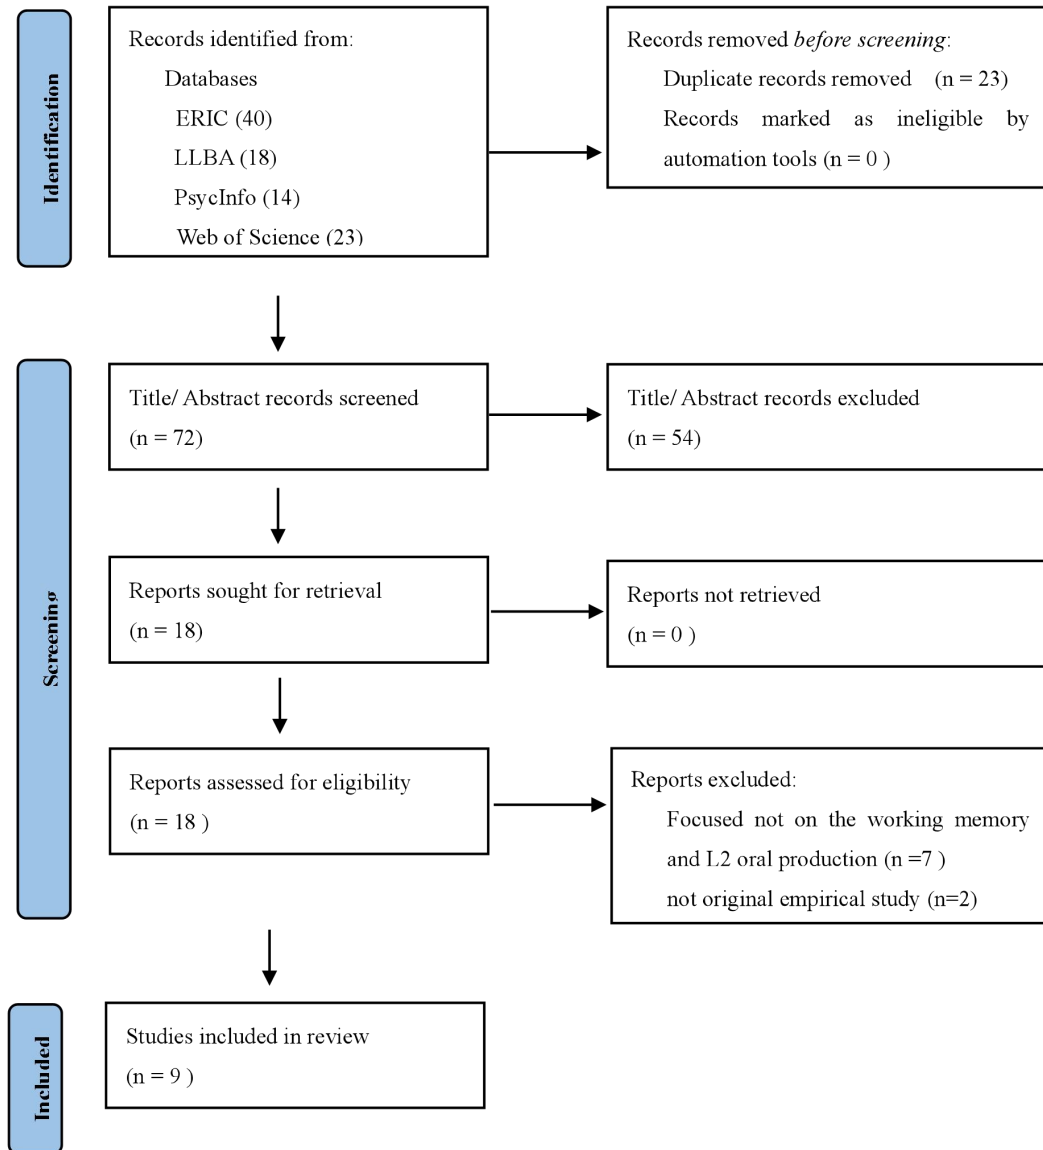 Identification
Records identified from:
Databases
ERIC (40)
LLBA (18)
PsycInfo (14)
Web of Science (23)
Records removed before screening:
Duplicate records removed (n = 23)
Records marked as ineligible by
automation tools (n = 0 )
Screening
Title/ Abstract records screened
(n = 72)
Title/ Abstract records excluded
(n = 54)
Reports sought for retrieval
(n = 18)
Reports not retrieved
(n = 0 )
Reports assessed for eligibility
(n = 18 )
Reports excluded:
Focused not on the working memory
and L2 oral production (n =7 )
not original empirical study (n=2)
Included
Studies included in review
(n = 9 )